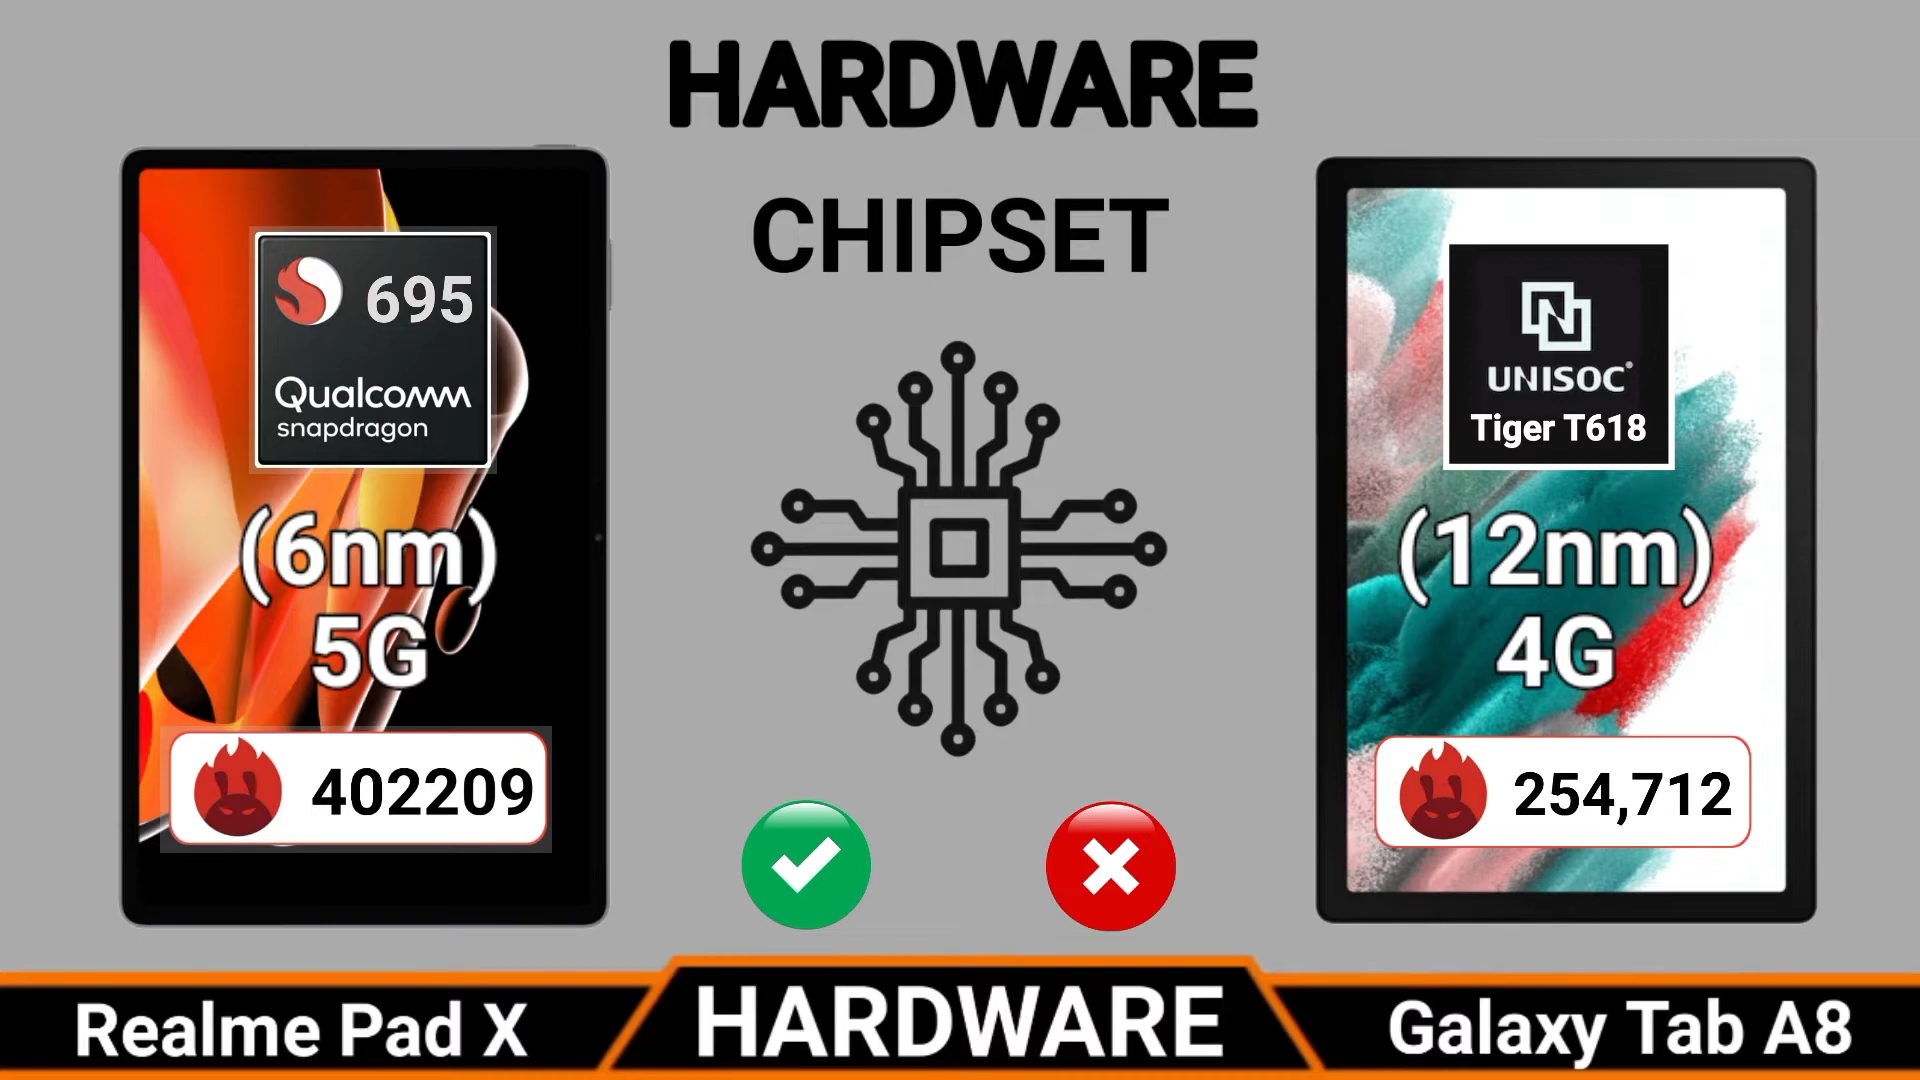 HARDWARE
CHIPSET
695
Qualcomm
snapdragon
(6nm)
5G
402209
UNISOC®
Tiger T618
(12nm)
4G
254,712
Realme Pad X
HARDWARE
Galaxy Tab A8